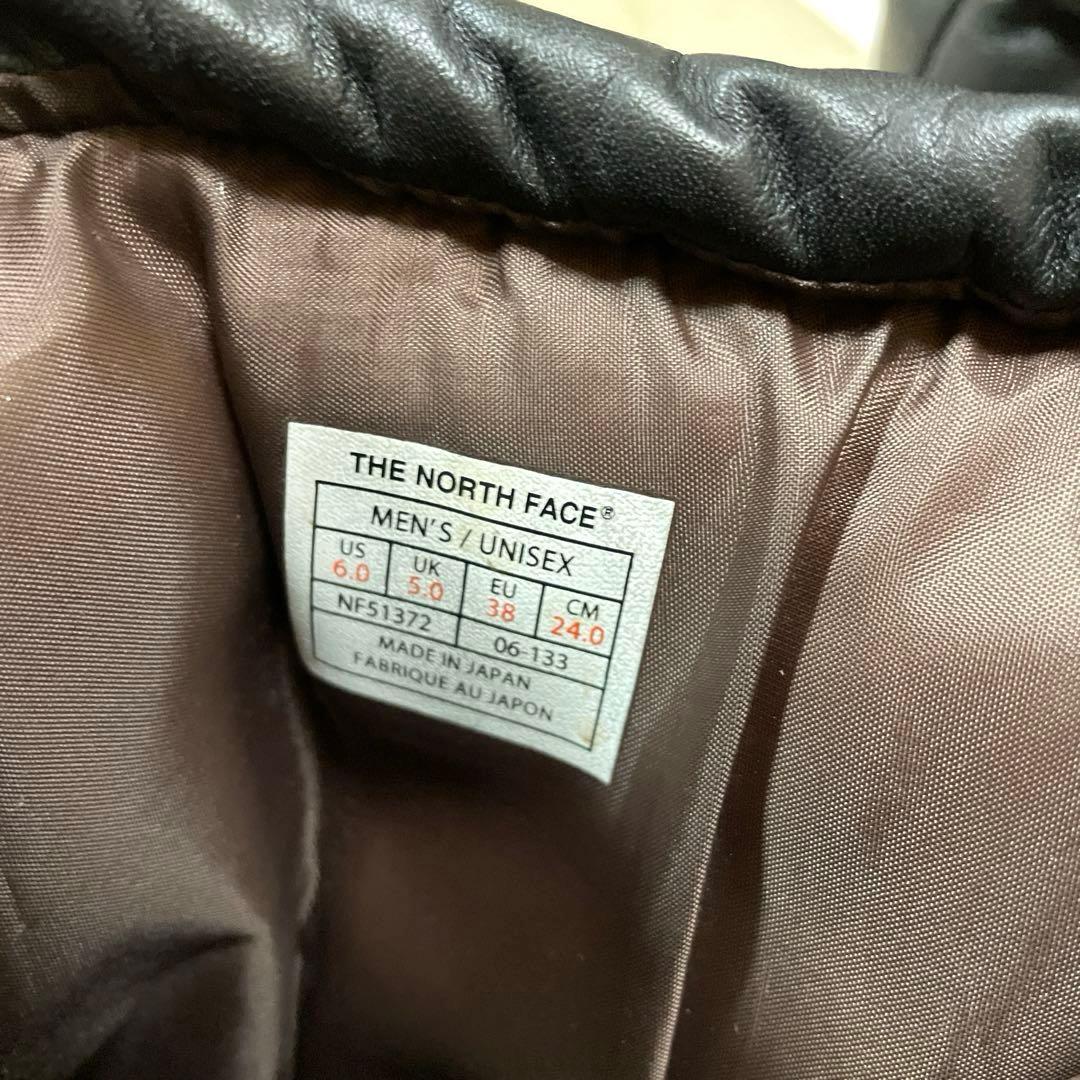 THE NORTH FACE®
MEN'S / UNISEX
US UK EU CM
6.0 5.0 38 24.0
NF51372 06-133
MADE IN JAPAN
FABRIQUE AU JAPON